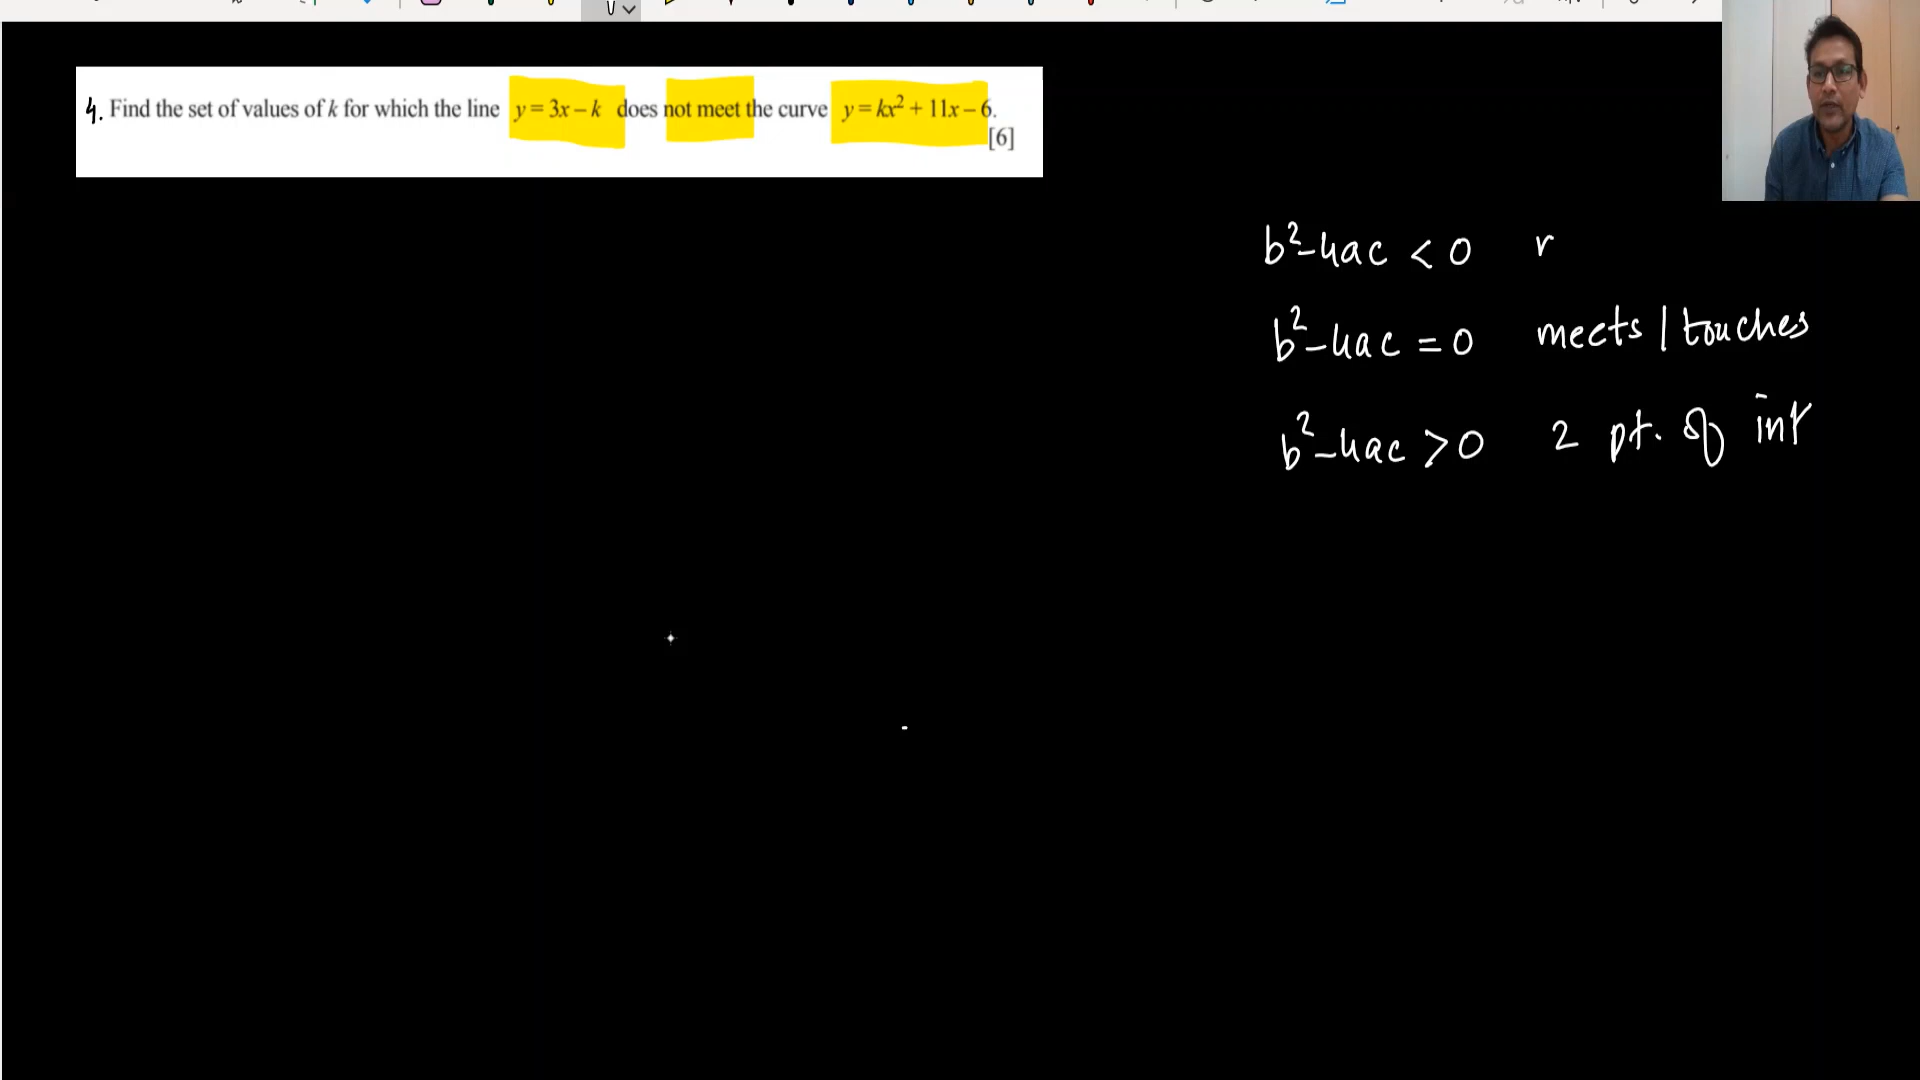 4. Find the set of values of k for which the line y = 3x – k does not meet the curve y = kx² + 11x – 6.
[6]
b²-4ac < 0 r
b²-4ac = 0 meets | touches
b²-4ac > 0 2 pt. of int